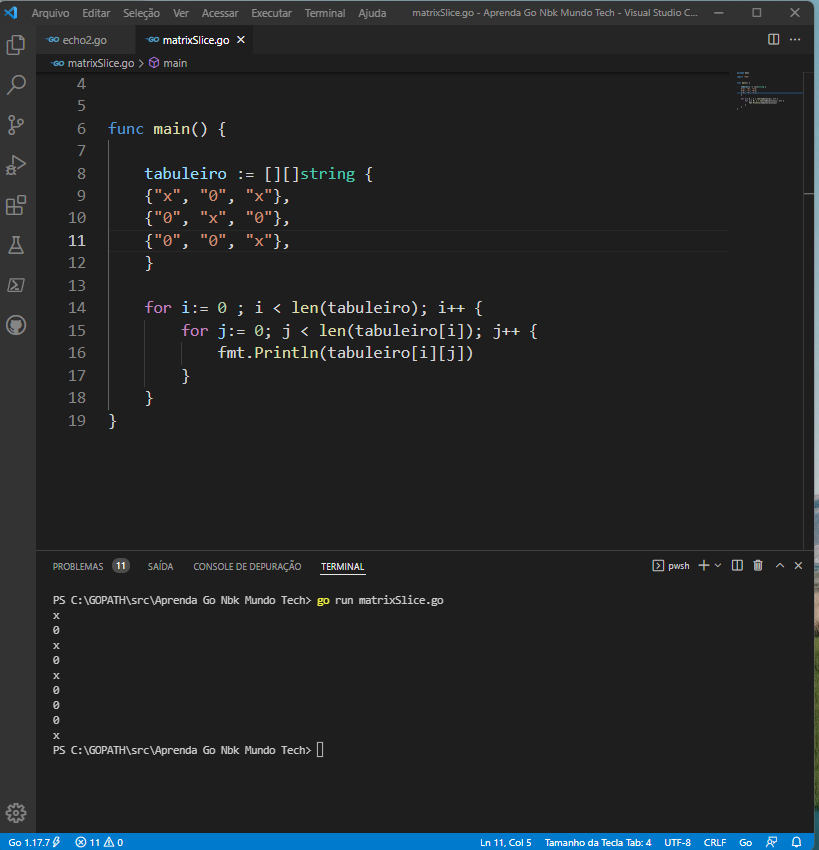 Arquivo Editar Seleção Ver Acessar Executar Terminal Ajuda matrixSlice.go - Aprenda Go Nbk Mundo Tech - Visual Studio C...
echo2.go matrixSlice.go
matrixSlice.go > main
4
5
6 func main() {
7
8 tabuleiro := [][]string {
9 {"x", "0", "x"},
10 {"0", "x", "0"},
11 {"0", "0", "x"},
12 }
13
14 for i:= 0 ; i < len(tabuleiro); i++ {
15 for j:= 0; j < len(tabuleiro[i]); j++ {
16 fmt.Println(tabuleiro[i][j])
17 }
18 }
19 }
PROBLEMAS 11 SAÍDA CONSOLE DE DEPURAÇÃO TERMINAL pwsh
PS C:\GOPATH\src\Aprenda Go Nbk Mundo Tech> go run matrixSlice.go
x
0
x
0
x
0
0
0
x
PS C:\GOPATH\src\Aprenda Go Nbk Mundo Tech>
Go 1.17.7 11 0 Ln 11, Col 5 Tamanho da Tecla Tab: 4 UTF-8 CRLF Go